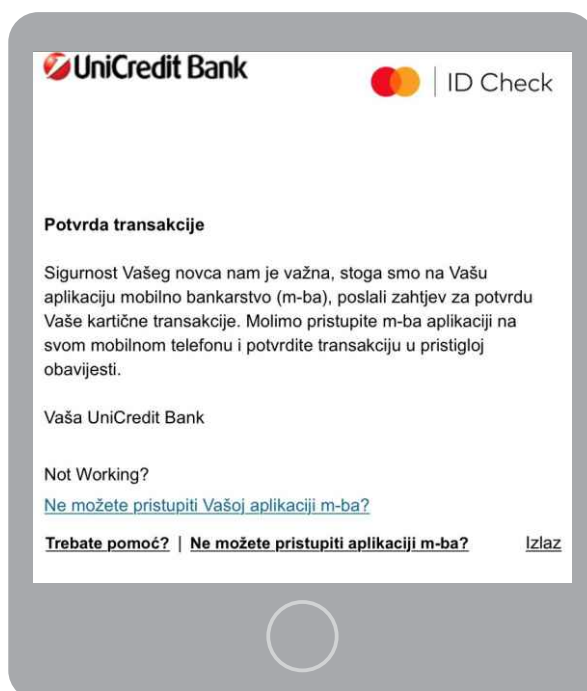 UniCredit Bank
ID Check
Potvrda transakcije
Sigurnost Vašeg novca nam je važna, stoga smo na Vašu
aplikaciju mobilno bankarstvo (m-ba), poslali zahtjev za potvrdu
Vaše kartične transakcije. Molimo pristupite m-ba aplikaciji na
svom mobilnom telefonu i potvrdite transakciju u pristigloj
obavijesti.
Vaša UniCredit Bank
Not Working?
Ne možete pristupiti Vašoj aplikaciji m-ba?
Trebate pomoć? | Ne možete pristupiti aplikaciji m-ba? Izlaz